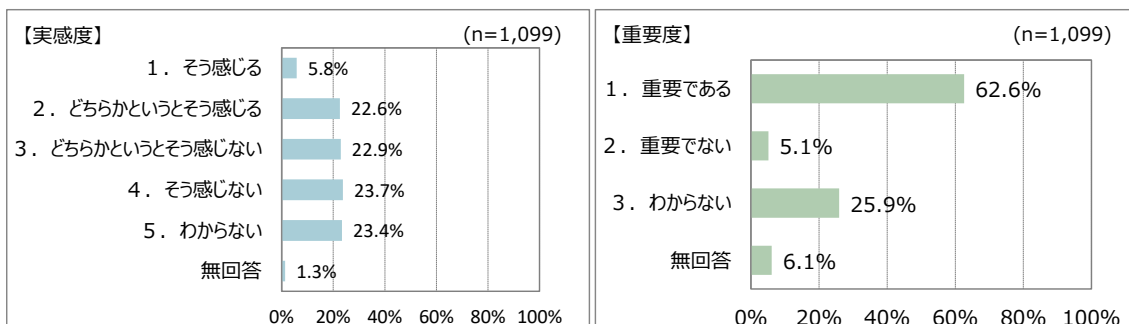 【実感度】 (n=1,099)
1．そう感じる 5.8%
2．どちらかというとそう感じる 22.6%
3．どちらかというとそう感じない 22.9%
4．そう感じない 23.7%
5．わからない 23.4%
無回答 1.3%
0% 20% 40% 60% 80% 100%
【重要度】 (n=1,099)
1．重要である 62.6%
2．重要でない 5.1%
3．わからない 25.9%
無回答 6.1%
0% 20% 40% 60% 80% 100%